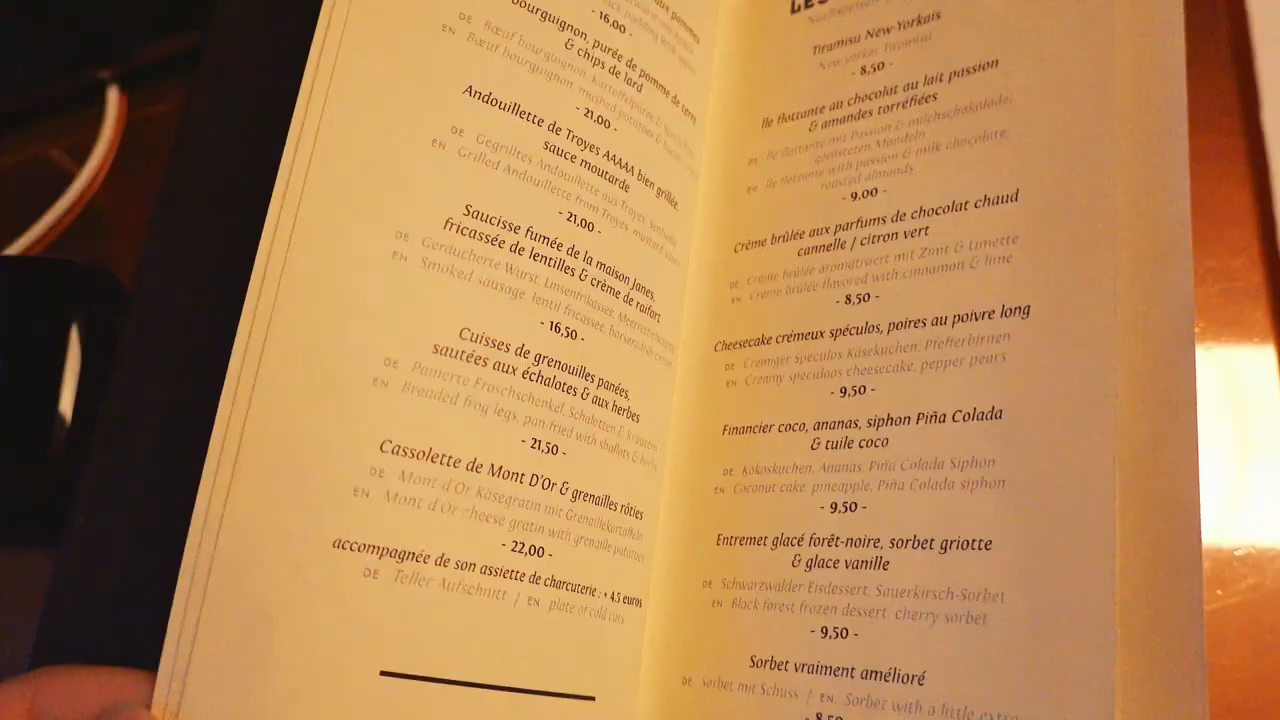 aux pommes
- 16,00 -
bourguignon, purée de pomme de terre
& chips de lard
DE Bœuf bourguignon, Kartoffelpüree &
EN Bœuf bourguignon, mashed potatoes &
- 21,00 -
Andouillette de Troyes AAAAA bien grillée,
sauce moutarde
DE Gegrilltes Andouillette aus Troyes, Senfsoße
EN Grilled Andouillette from Troyes, mustard sauce
- 21,00 -
Saucisse fumée de la maison Janes,
fricassée de lentilles & crème de raifort
DE Geräucherte Wurst, Linsenfrikassee, Meerrettichcreme
EN Smoked sausage, lentil fricassee, horseradish cream
- 16,50 -
Cuisses de grenouilles panées,
sautées aux échalotes & aux herbes
DE Panierte Froschschenkel, Schalotten & Kräutern
EN Breaded frog legs, pan fried with shallots & herbs
- 21,50 -
Cassolette de Mont D'Or & grenailles rôties
DE Mont d'Or Käsegratin mit Grenaillekartoffeln
EN Mont d'Or cheese gratin with grenaille potatoes
- 22,00 -
accompagnée de son assiette de charcuterie : + 4,5 euros
DE Teller Aufschnitt / EN plate of cold cuts
LES
Tiramisu New-Yorkais
New yorker Tiramisu
- 8,50 -
Île flottante au chocolat au lait passion
& amandes torréfiées
DE Île flottante mit Passion & milchschokolade,
gerösteten Mandeln
EN Île flottante with passion & milk chocolate,
roasted almonds
- 9,00 -
Crème brûlée aux parfums de chocolat chaud
cannelle / citron vert
DE Crème brûlée aromatisiert mit Zimt & Limette
EN Crème brûlée flavored with cinnamon & lime
- 8,50 -
Cheesecake crémeux spéculos, poires au poivre long
DE Cremiger Speculos Käsekuchen, Pfefferbirnen
EN Creamy speculoos cheesecake, pepper pears
- 9,50 -
Financier coco, ananas, siphon Piña Colada
& tuile coco
DE Kokoskuchen, Ananas, Piña Colada Siphon
EN Coconut cake, pineapple, Piña Colada siphon
- 9,50 -
Entremet glacé forêt-noire, sorbet griotte
& glace vanille
DE Schwarzwälder-Eisdessert, Sauerkirsch-Sorbet
EN Black forest frozen dessert, cherry sorbet
- 9,50 -
Sorbet vraiment amélioré
DE Sorbet mit Schuss / EN Sorbet with a little extra
- 8,50 -